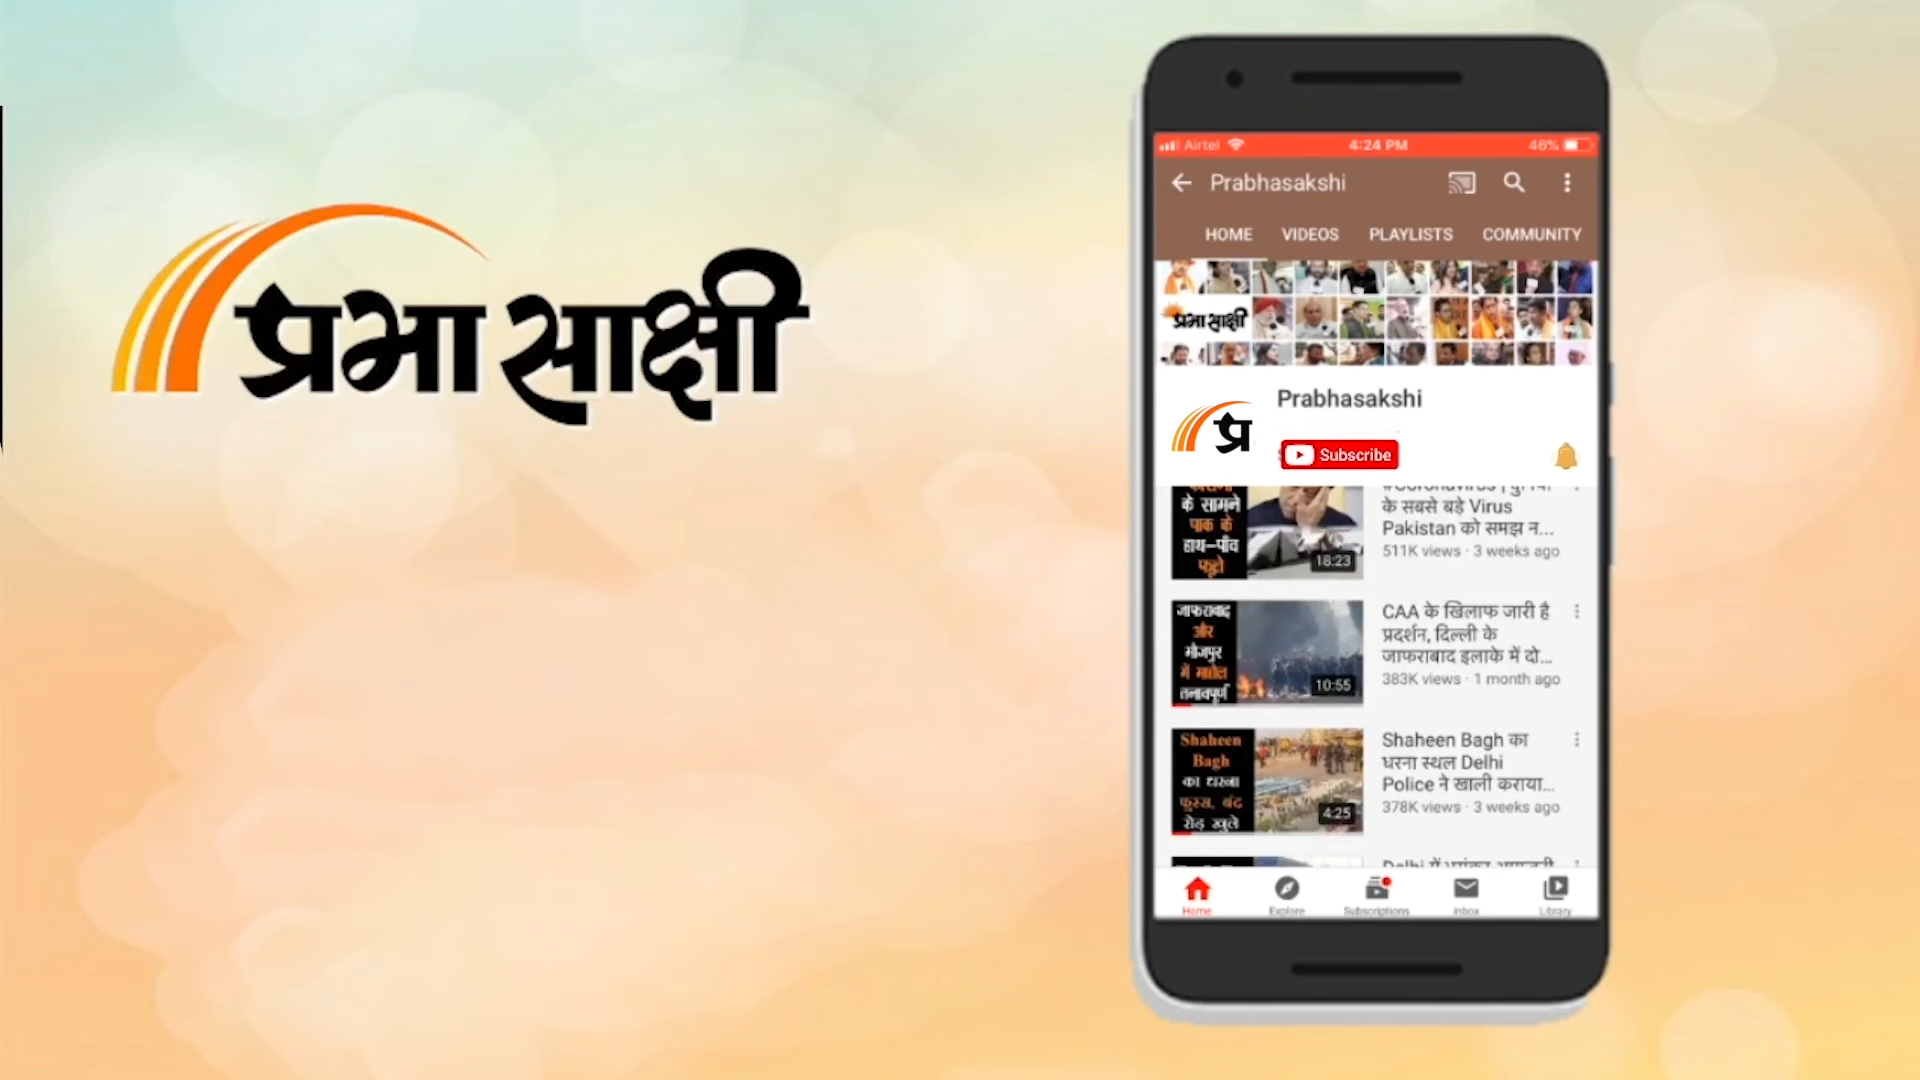 प्रभासाक्षी
Airtel
4:24 PM
46%
Prabhasakshi
HOME
VIDEOS
PLAYLISTS
COMMUNITY
प्रभासाक्षी
Prabhasakshi
प्र
Subscribe
के सामने
पाक के
हाथ-पाँव
फूले
18:23
के सबसे बड़े Virus
Pakistan को समझ न...
511K views · 3 weeks ago
जाफराबाद
और
मौजपुर
में माहौल
तनावपूर्ण
10:55
CAA के खिलाफ जारी है
प्रदर्शन, दिल्ली के
जाफराबाद इलाके में दो...
383K views · 1 month ago
Shaheen
Bagh
का धरना
फुस्स, बंद
रोड खुले
4:25
Shaheen Bagh का
धरना स्थल Delhi
Police ने खाली कराया...
378K views · 3 weeks ago
Home
Explore
Subscriptions
Inbox
Library